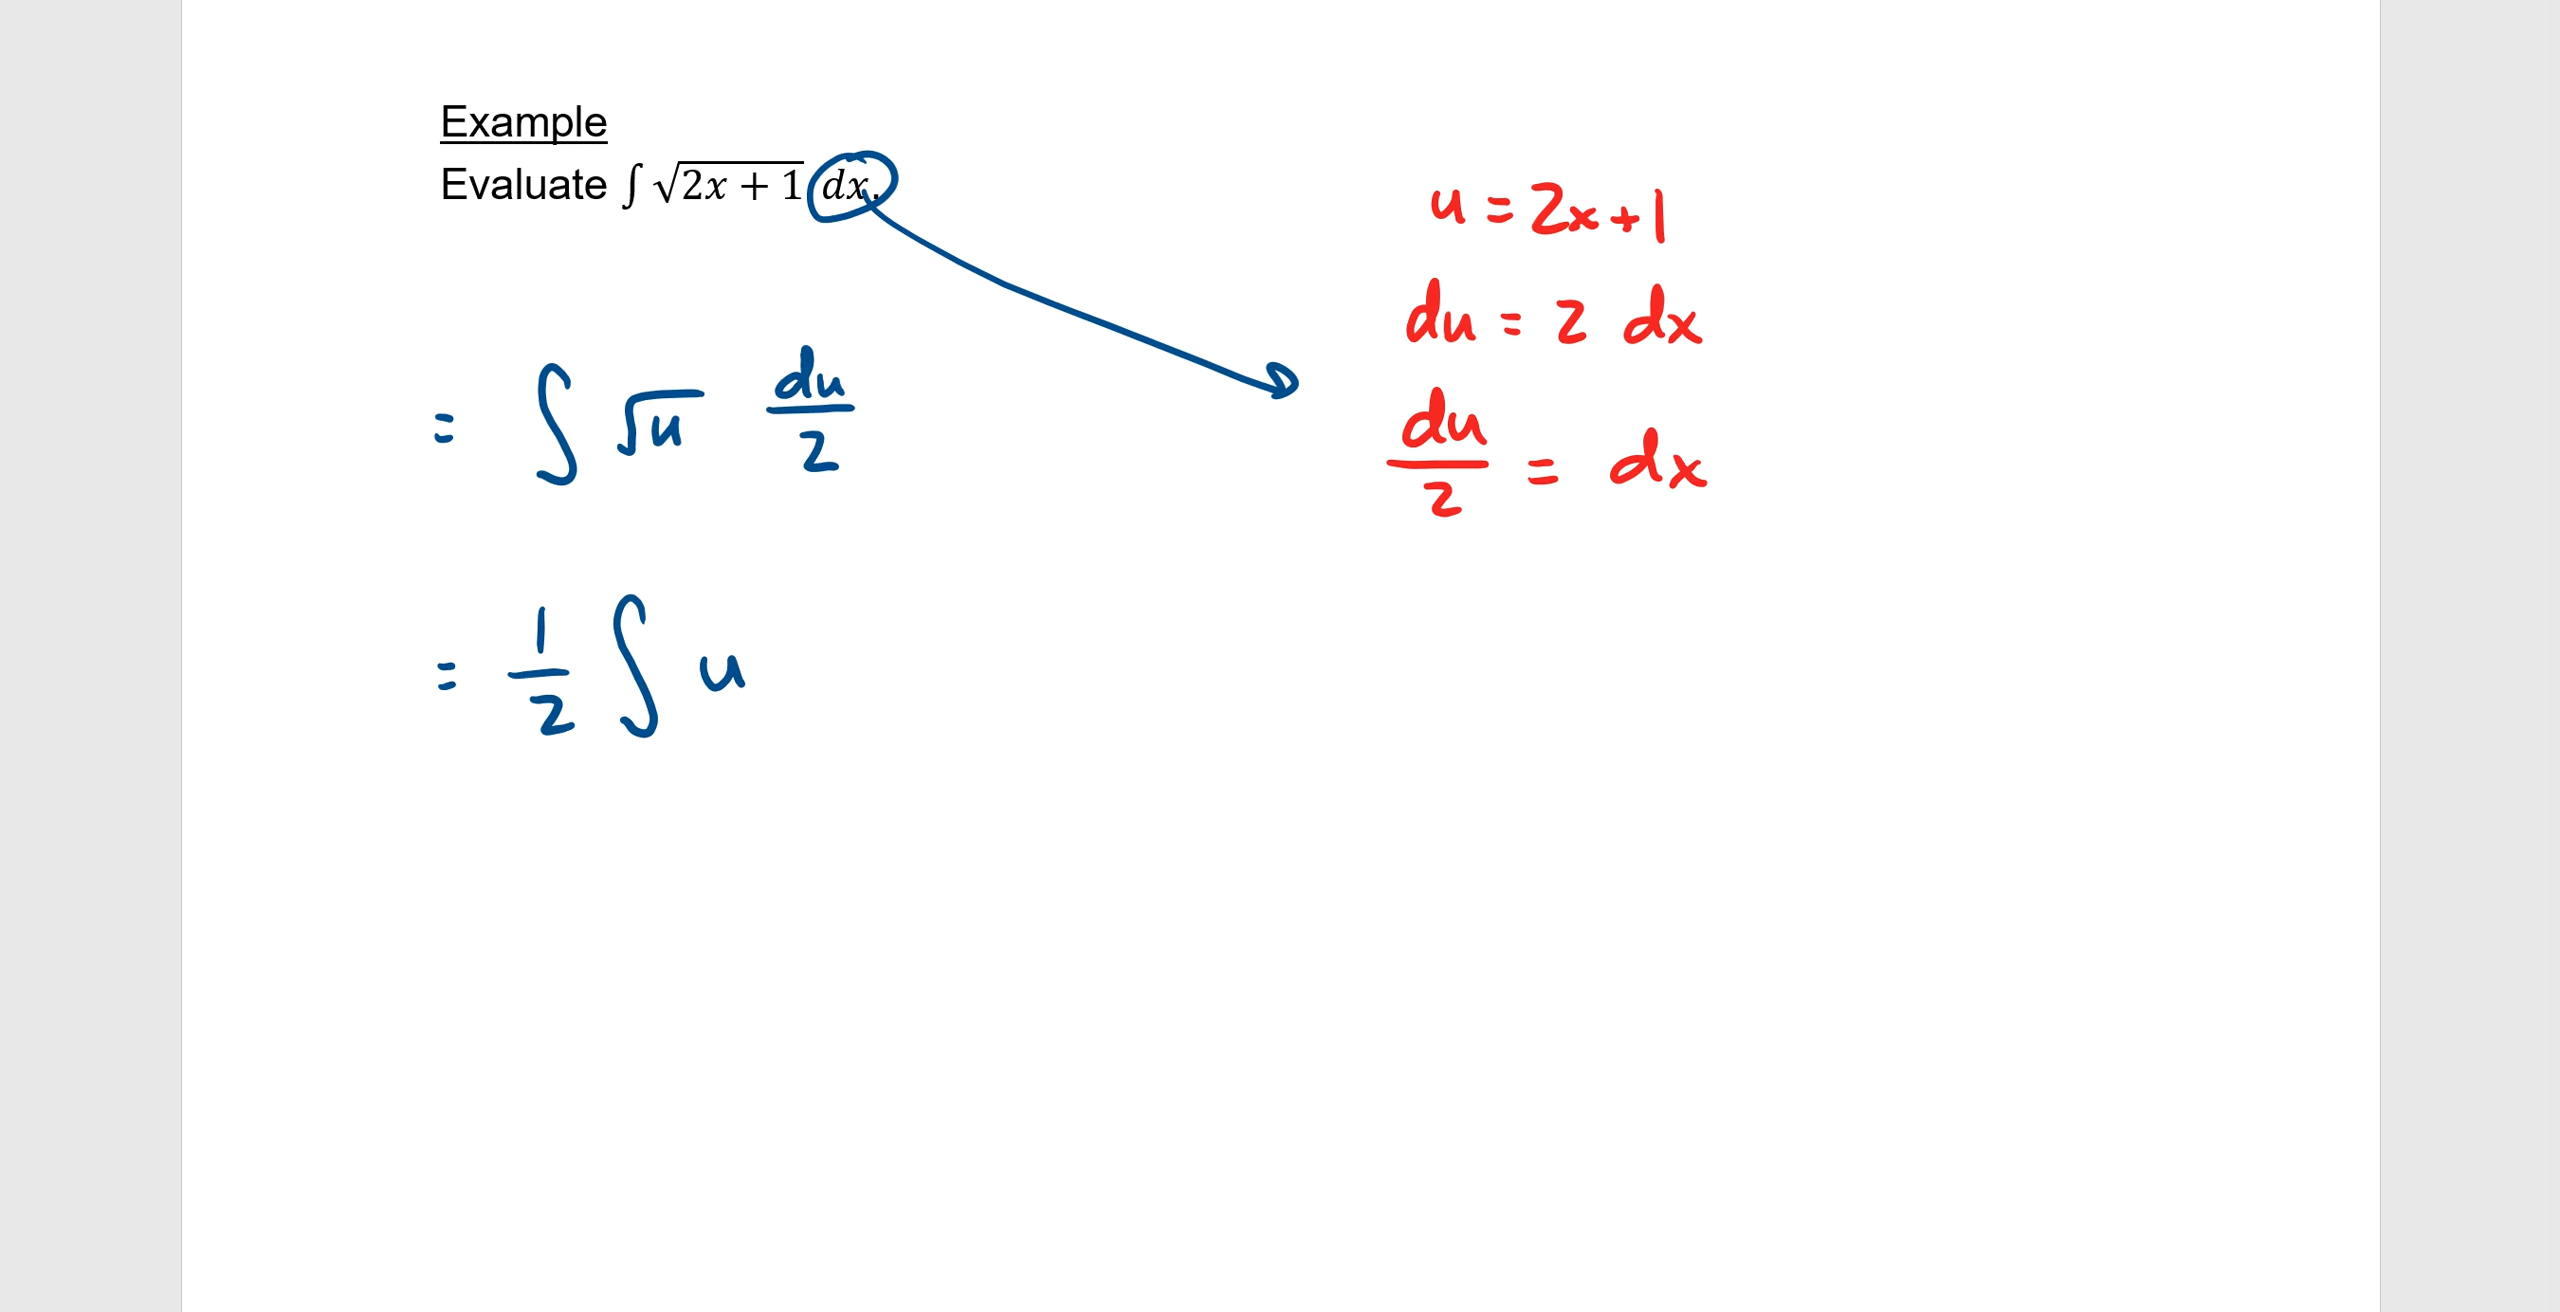 Example
Evaluate ∫ √(2x + 1) dx.
u = 2x + 1
du = 2 dx
du/2 = dx
= ∫ √u du/2
= 1/2 ∫ u